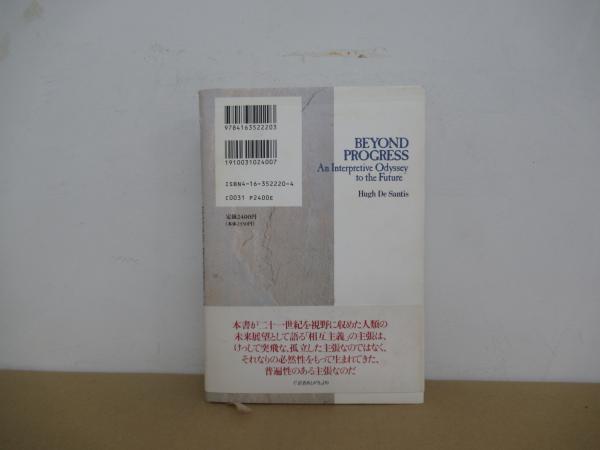 9784163522203
1910031024007
ISBN4-16-352220-4
C0031 P2400E
定価2400円
BEYOND
PROGRESS
An Interpretive Odyssey
to the Future
Hugh De Santis
本書が二十一世紀を視野に収めた人類の
未来展望として語る「相互主義」の主張は、
けっして突飛な、孤立した主張なのではなく、
それなりの必然性をもって生まれてきた、
普遍性のある主張なのだ